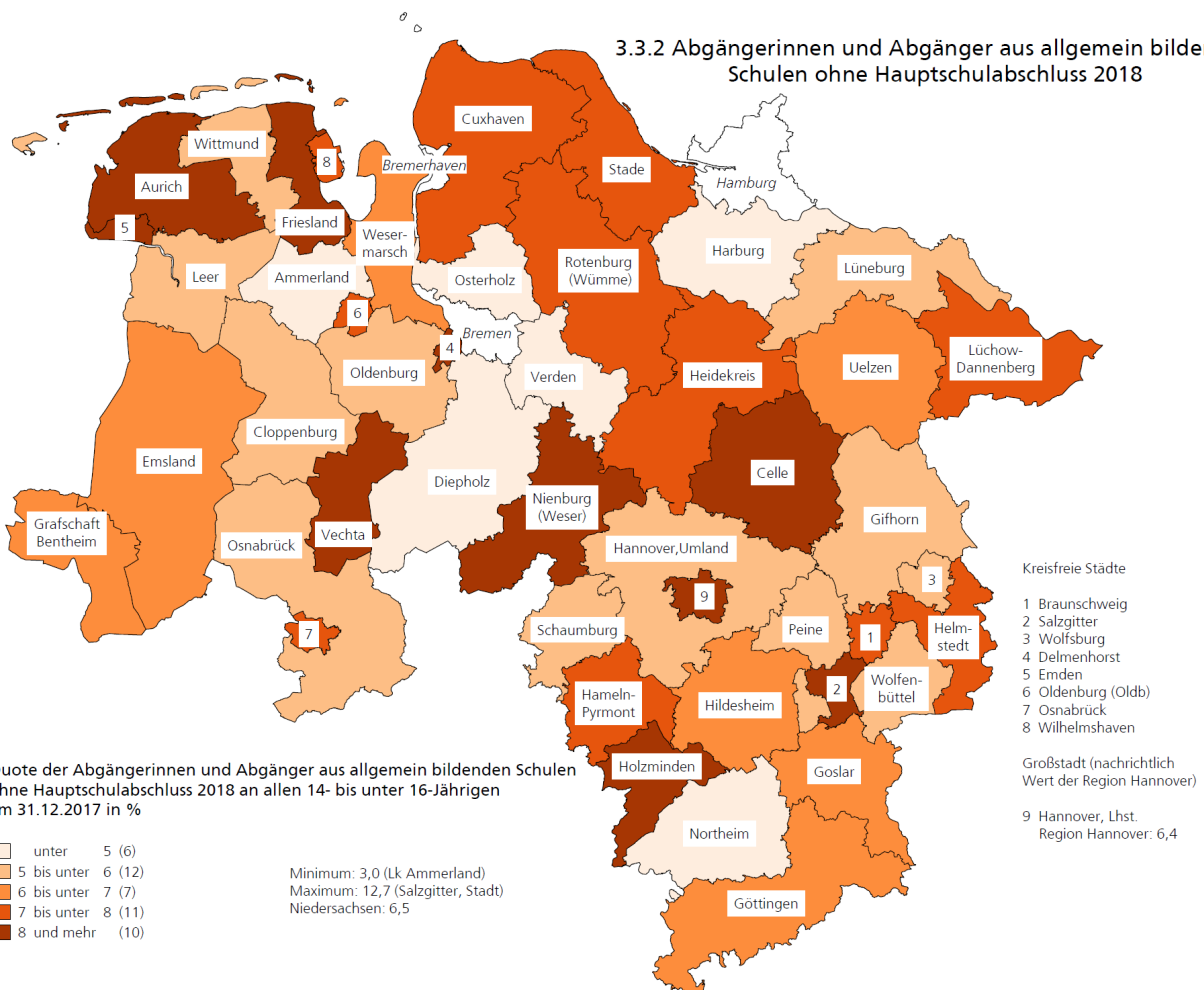 3.3.2 Abgängerinnen und Abgänger aus allgemein bilde
Schulen ohne Hauptschulabschluss 2018
Cuxhaven
Wittmund
8
Bremerhaven
Stade
Aurich
Hamburg
5
Friesland
Weser-
marsch
Harburg
Leer
Ammerland
Osterholz
Rotenburg
(Wümme)
Lüneburg
6
Bremen
4
Oldenburg
Verden
Heidekreis
Uelzen
Lüchow-
Dannenberg
Cloppenburg
Emsland
Diepholz
Celle
Nienburg
(Weser)
Grafschaft
Bentheim
Osnabrück
Vechta
Gifhorn
Hannover,Umland
3
9
7
Schaumburg
Peine
1
Helm-
stedt
2
Wolfen-
büttel
Hameln-
Pyrmont
Hildesheim
Holzminden
Goslar
Northeim
Göttingen
Kreisfreie Städte
1 Braunschweig
2 Salzgitter
3 Wolfsburg
4 Delmenhorst
5 Emden
6 Oldenburg (Oldb)
7 Osnabrück
8 Wilhelmshaven
Großstadt (nachrichtlich
Wert der Region Hannover)
9 Hannover, Lhst.
Region Hannover: 6,4
uote der Abgängerinnen und Abgänger aus allgemein bildenden Schulen
hne Hauptschulabschluss 2018 an allen 14- bis unter 16-Jährigen
m 31.12.2017 in %
unter 5 (6)
5 bis unter 6 (12)
6 bis unter 7 (7)
7 bis unter 8 (11)
8 und mehr (10)
Minimum: 3,0 (Lk Ammerland)
Maximum: 12,7 (Salzgitter, Stadt)
Niedersachsen: 6,5